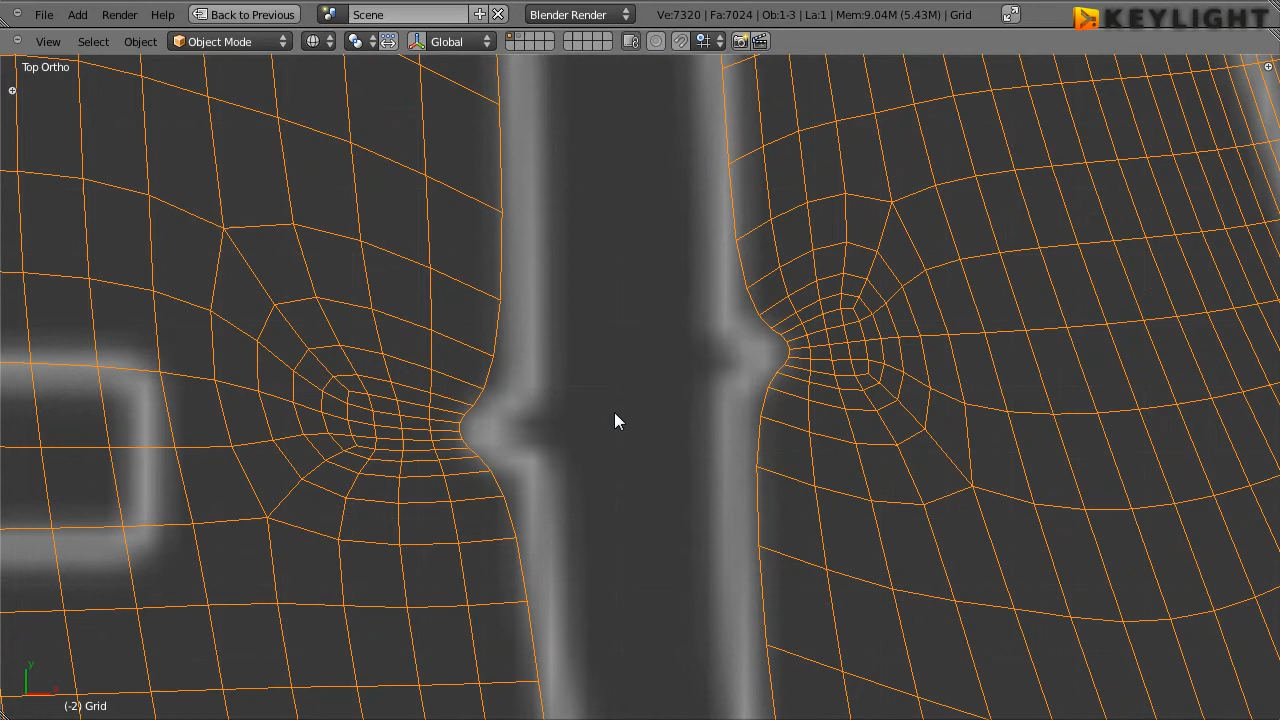 File Add Render Help Back to Previous Scene Blender Render Ve:7320 | Fa:7024 | Ob:1-3 | La:1 | Mem:9.04M (5.43M) | Grid KEYLIGHT
View Select Object Object Mode Global
Top Ortho
y
(-2) Grid